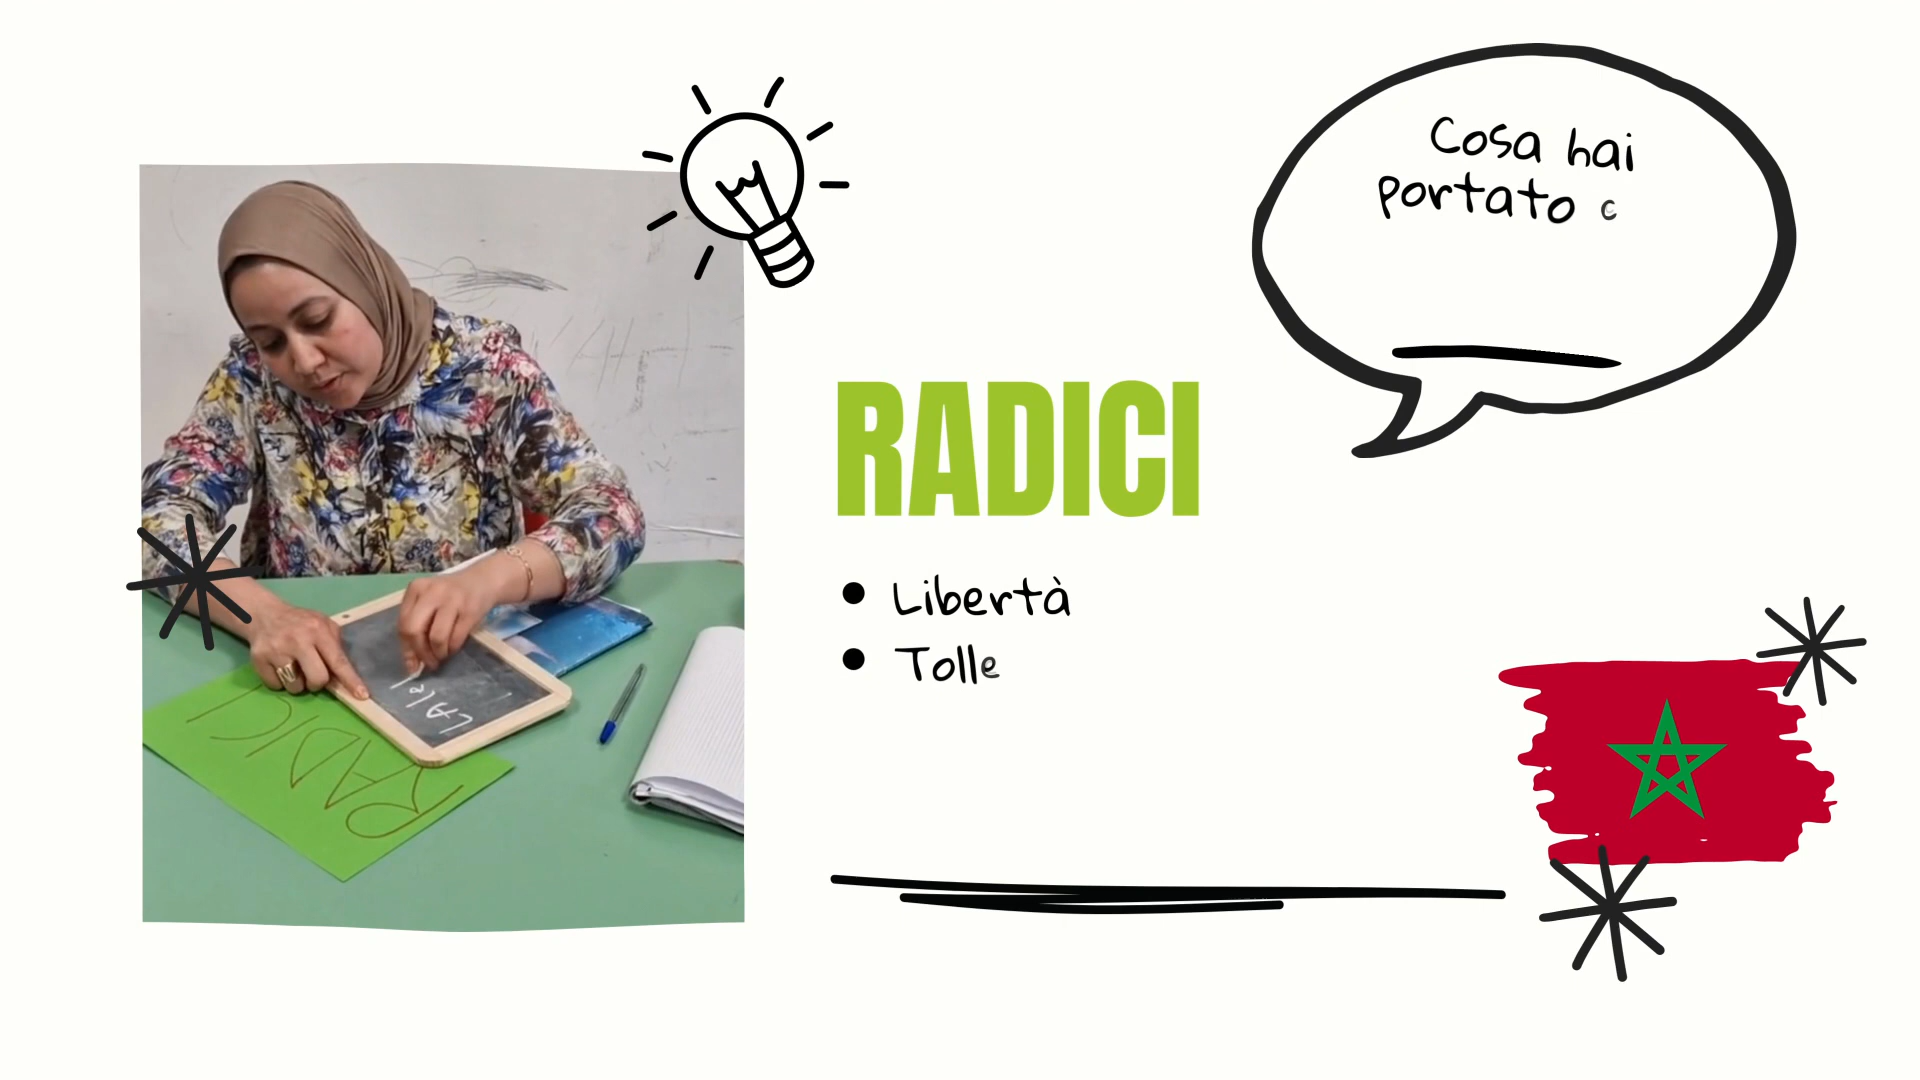 Cosa hai
portato c
RADICI
Libertà
Tolle
RADICI